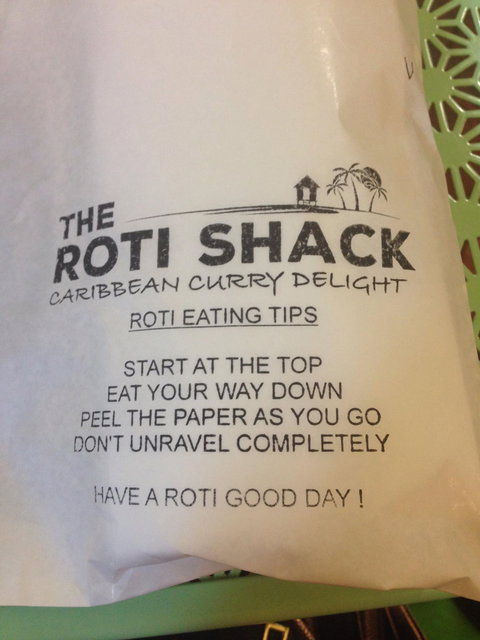 THE
ROTI SHACK
CARIBBEAN CURRY DELIGHT
ROTI EATING TIPS
START AT THE TOP
EAT YOUR WAY DOWN
PEEL THE PAPER AS YOU GO
DON'T UNRAVEL COMPLETELY
HAVE A ROTI GOOD DAY !